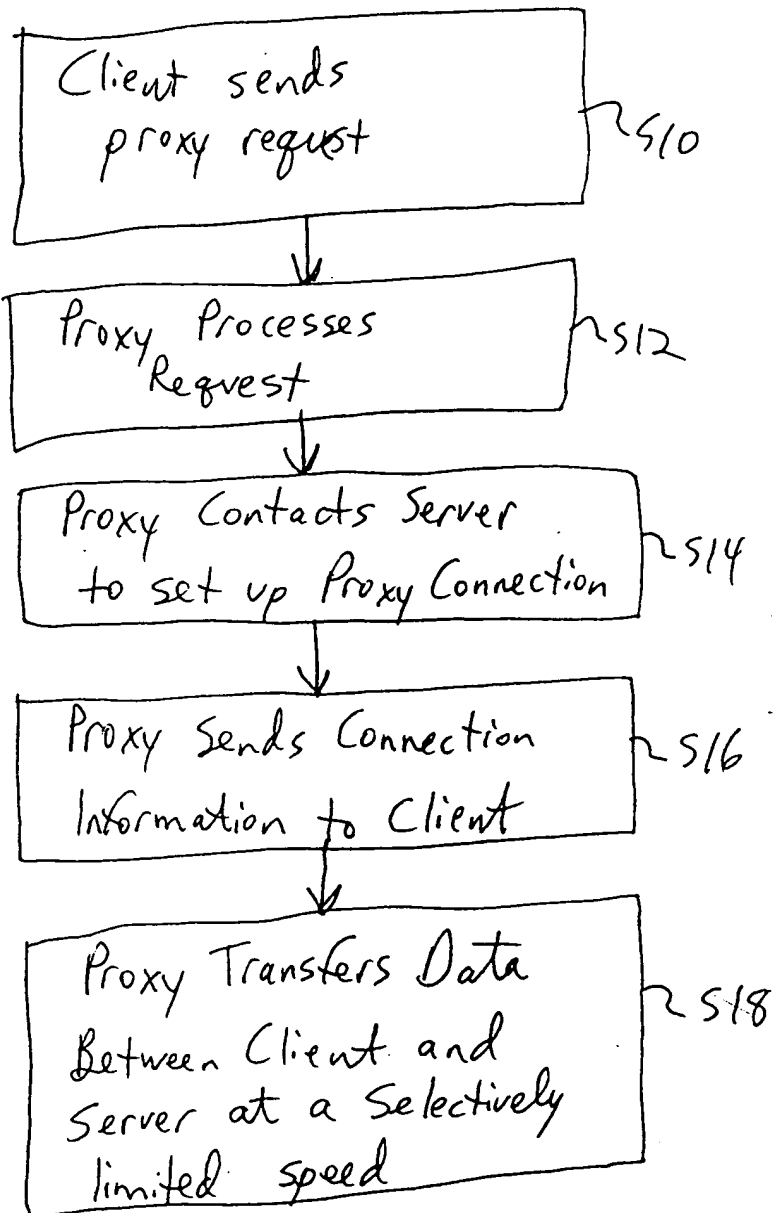 Client sends
proxy request
S10
Proxy Processes
Request
S12
Proxy Contacts Server
to set up Proxy Connection
S14
Proxy Sends Connection
Information to Client
S16
Proxy Transfers Data
Between Client and
Server at a Selectively
limited speed
S18